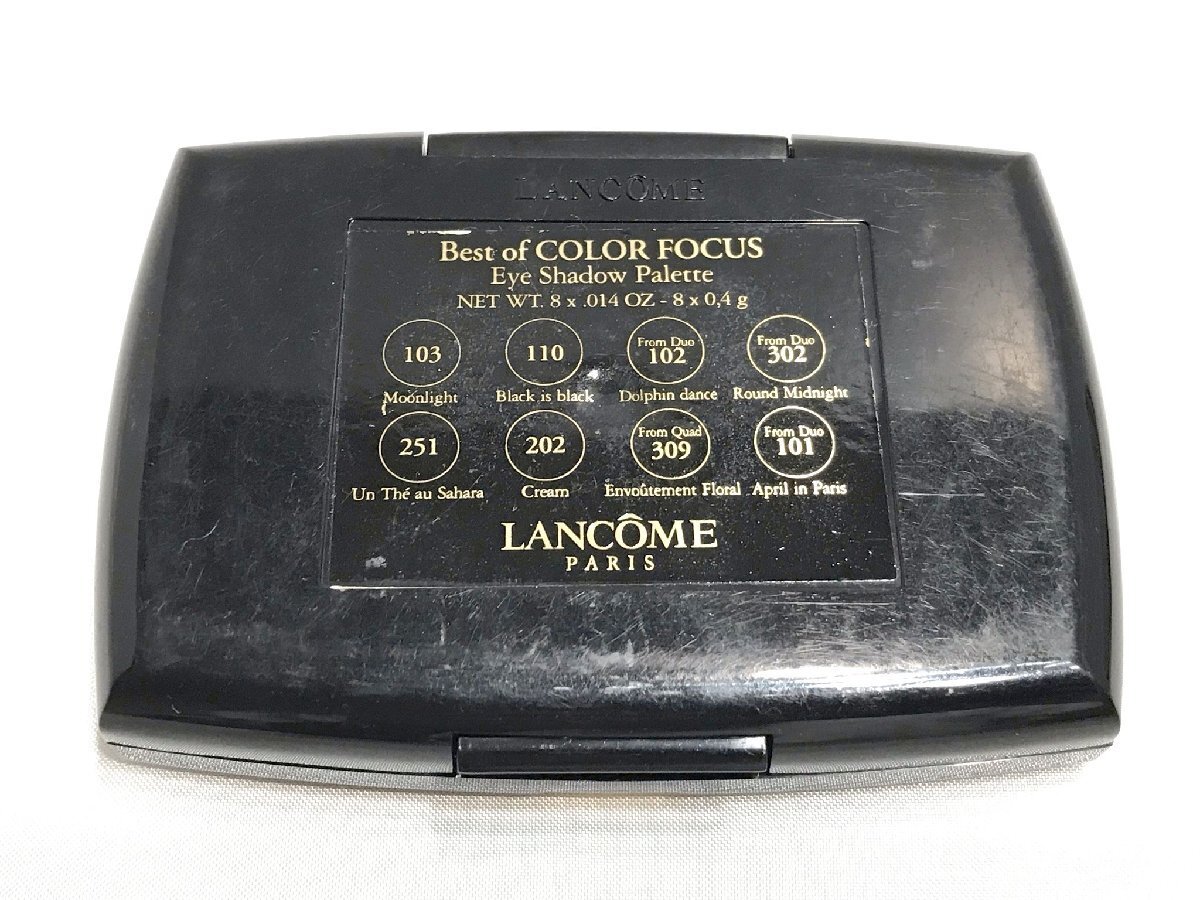 LANCÔME
Best of COLOR FOCUS
Eye Shadow Palette
NET WT. 8 x .014 OZ - 8 x 0,4 g
103
Moonlight
110
Black is black
From Duo
102
Dolphin dance
From Duo
302
Round Midnight
251
Un Thé au Sahara
202
Cream
From Quad
309
Envoûtement Floral
From Duo
101
April in Paris
LANCÔME
PARIS